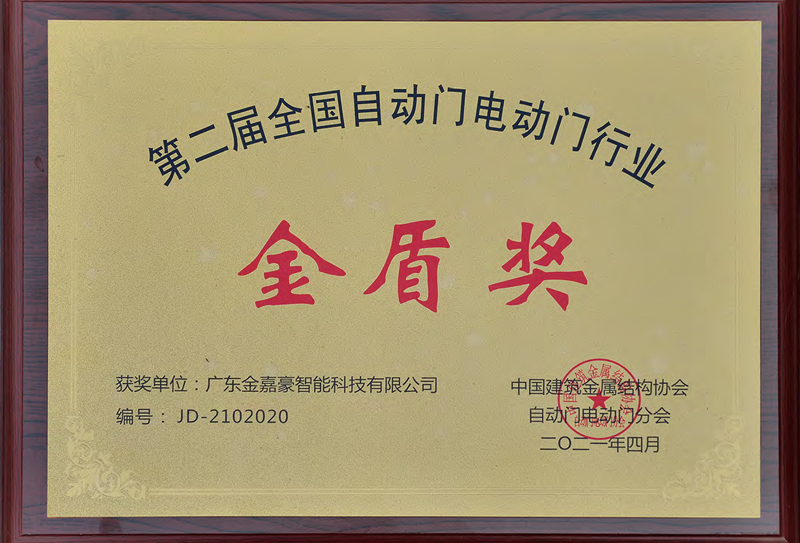 第二届全国自动门电动门行业
金盾奖
获奖单位：广东金嘉豪智能科技有限公司
编号：JD-2102020
中国建筑金属结构协会
自动门电动门分会
二〇二一年四月